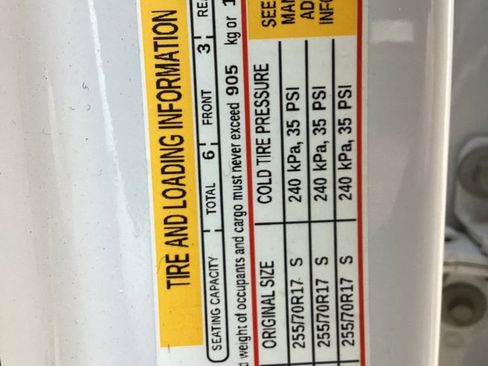 TIRE AND LOADING INFORMATION
SEATING CAPACITY TOTAL 6 FRONT 3
weight of occupants and cargo must never exceed 905 kg or
ORIGINAL SIZE COLD TIRE PRESSURE SEE
255/70R17 S 240 kPa, 35 PSI
255/70R17 S 240 kPa, 35 PSI
255/70R17 S 240 kPa, 35 PSI